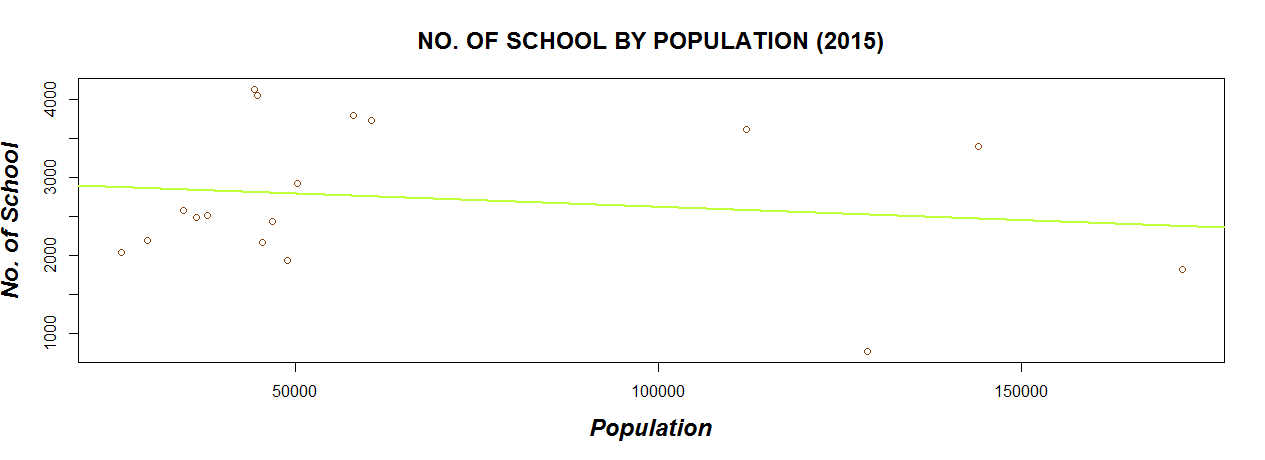 NO. OF SCHOOL BY POPULATION (2015)
No. of School
4000
3000
2000
1000
50000 100000 150000
Population